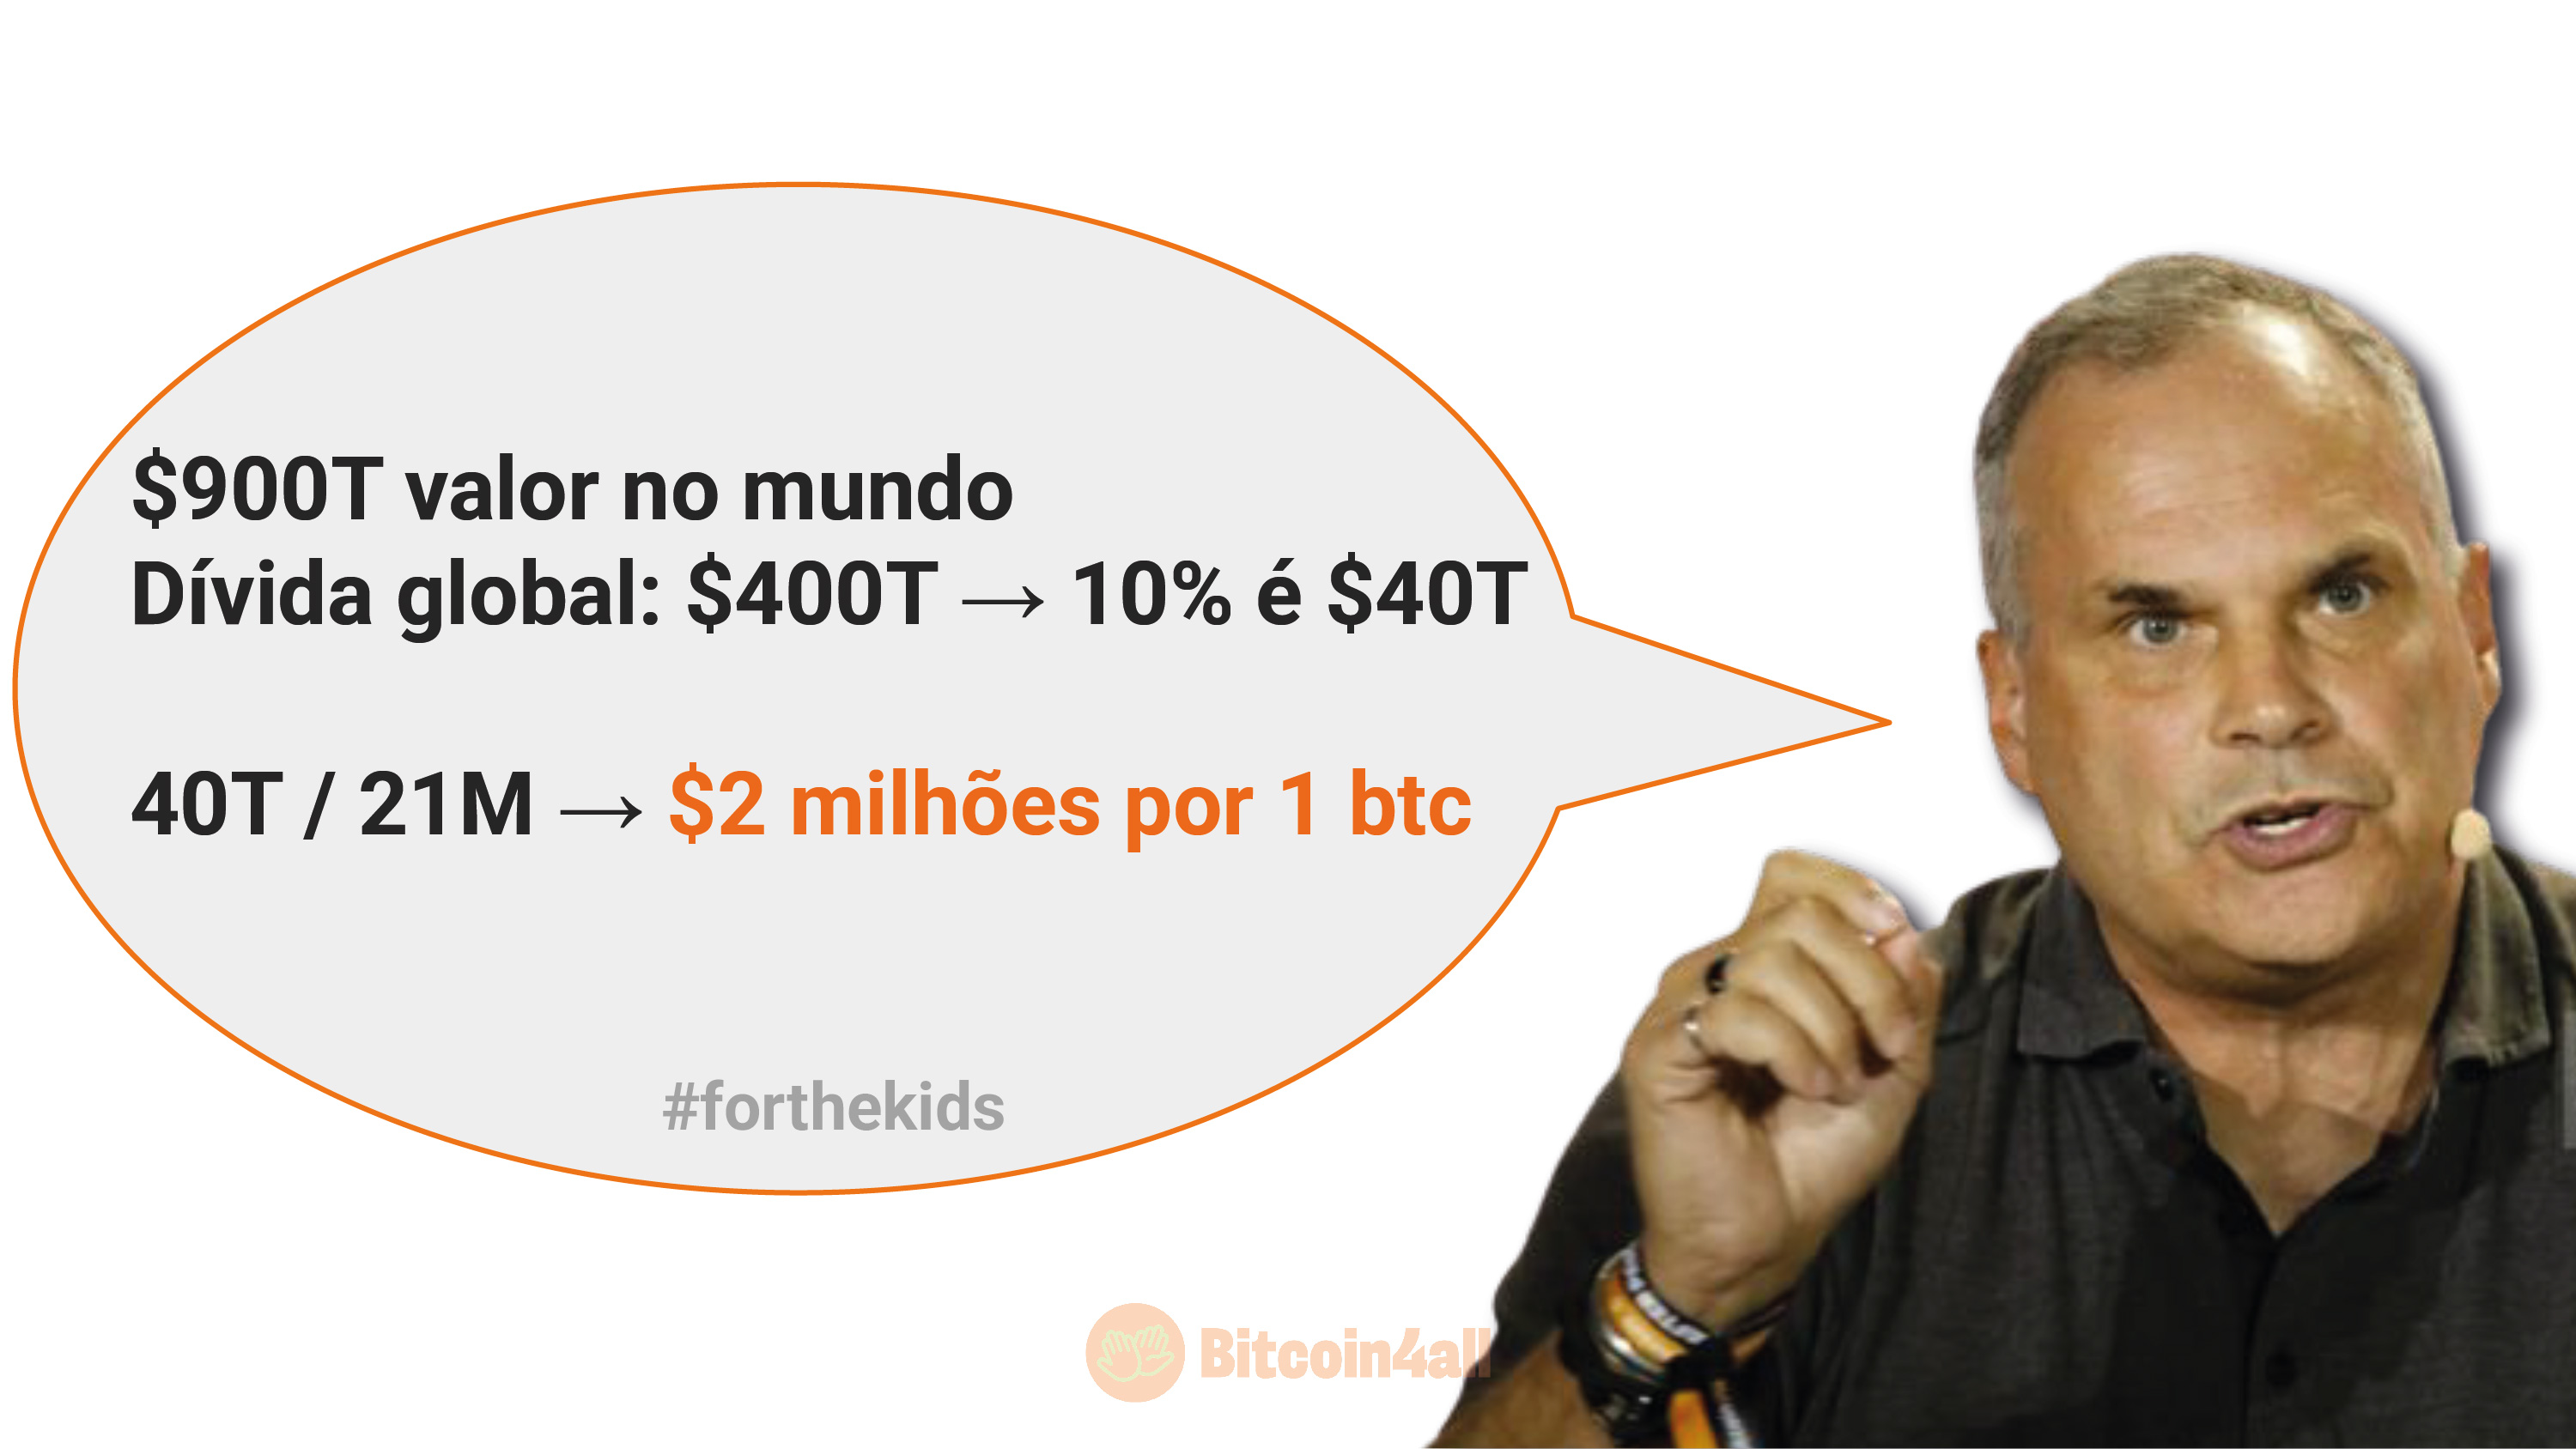 $900T valor no mundo
Dívida global: $400T → 10% é $40T
40T / 21M → $2 milhões por 1 btc
#forthekids
Bitcoin4all